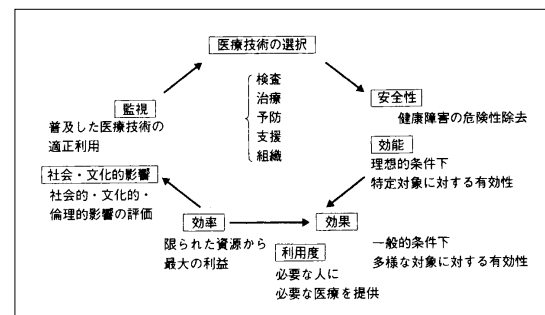 医療技術の選択
検査
治療
予防
支援
組織
安全性
健康障害の危険性除去
効能
理想的条件下
特定対象に対する有効性
効果
一般的条件下
多様な対象に対する有効性
利用度
必要な人に
必要な医療を提供
効率
限られた資源から
最大の利益
社会・文化的影響
社会的・文化的・
倫理的影響の評価
監視
普及した医療技術の
適正利用